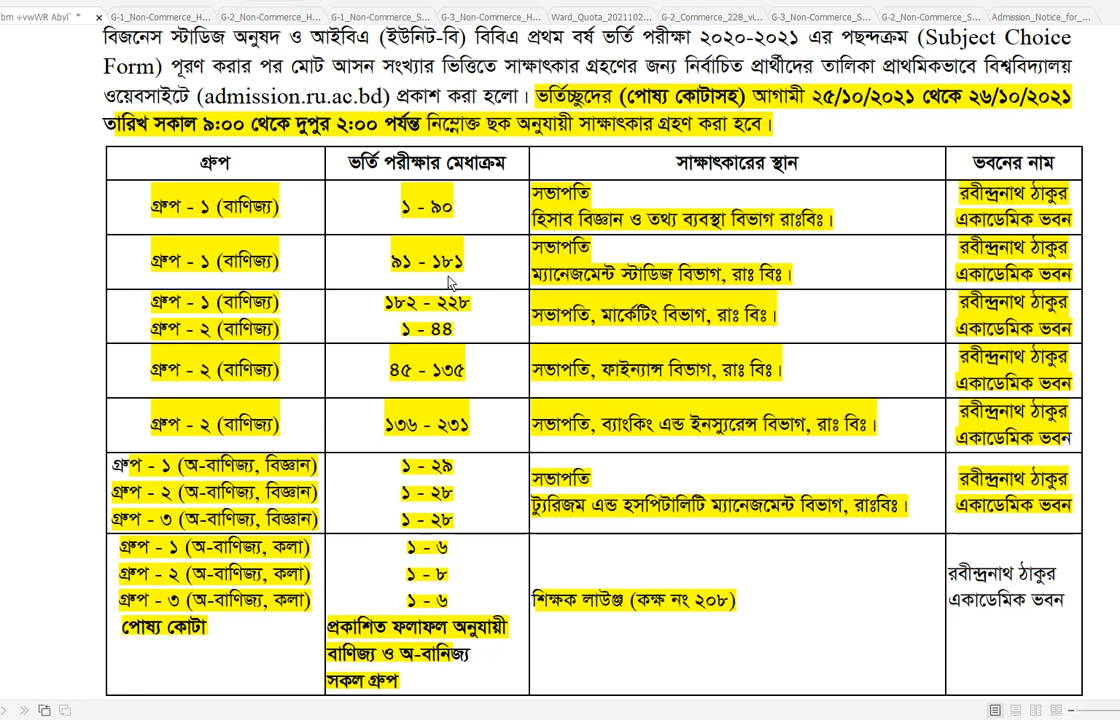 G-1_Non-Commerce_H... G-2_Non-Commerce_H... G-1_Non-Commerce_S... G-3_Non-Commerce_H... Ward_Quota_2021102... G-2_Commerce_228_vi... G-3_Non-Commerce_S... G-2_Non-Commerce_S... Admission_Notice_for_...
বিজনেস স্টাডিজ অনুষদ ও আইবিএ (ইউনিট-বি) বিবিএ প্রথম বর্ষ ভর্তি পরীক্ষা ২০২০-২০২১ এর পছন্দক্রম (Subject Choice
Form) পূরণ করার পর মোট আসন সংখ্যার ভিত্তিতে সাক্ষাৎকার গ্রহণের জন্য নির্বাচিত প্রার্থীদের তালিকা প্রাথমিকভাবে বিশ্ববিদ্যালয়
ওয়েবসাইটে (admission.ru.ac.bd) প্রকাশ করা হলো। ভর্তিচ্ছুদের (পোষ্য কোটাসহ) আগামী ২৫/১০/২০২১ থেকে ২৬/১০/২০২১
তারিখ সকাল ৯:০০ থেকে দুপুর ২:০০ পর্যন্ত নিম্নোক্ত ছক অনুযায়ী সাক্ষাৎকার গ্রহণ করা হবে।
গ্রুপ ভর্তি পরীক্ষার মেধাক্রম সাক্ষাৎকারের স্থান ভবনের নাম
গ্রুপ - ১ (বাণিজ্য) ১ - ৯০
সভাপতি
হিসাব বিজ্ঞান ও তথ্য ব্যবস্থা বিভাগ রাঃবিঃ।
রবীন্দ্রনাথ ঠাকুর
একাডেমিক ভবন
গ্রুপ - ১ (বাণিজ্য) ৯১ - ১৮১
সভাপতি
ম্যানেজমেন্ট স্টাডিজ বিভাগ, রাঃ বিঃ।
রবীন্দ্রনাথ ঠাকুর
একাডেমিক ভবন
গ্রুপ - ১ (বাণিজ্য) ১৮২ - ২২৮
গ্রুপ - ২ (বাণিজ্য) ১ - ৪৪
সভাপতি, মার্কেটিং বিভাগ, রাঃ বিঃ।
রবীন্দ্রনাথ ঠাকুর
একাডেমিক ভবন
গ্রুপ - ২ (বাণিজ্য) ৪৫ - ১৩৫
সভাপতি, ফাইন্যান্স বিভাগ, রাঃ বিঃ।
রবীন্দ্রনাথ ঠাকুর
একাডেমিক ভবন
গ্রুপ - ২ (বাণিজ্য) ১৩৬ - ২৩১
সভাপতি, ব্যাংকিং এন্ড ইনস্যুরেন্স বিভাগ, রাঃ বিঃ।
রবীন্দ্রনাথ ঠাকুর
একাডেমিক ভবন
গ্রুপ - ১ (অ-বাণিজ্য, বিজ্ঞান) ১ - ২৯
গ্রুপ - ২ (অ-বাণিজ্য, বিজ্ঞান) ১ - ২৮
গ্রুপ - ৩ (অ-বাণিজ্য, বিজ্ঞান) ১ - ২৮
সভাপতি
ট্যুরিজম এন্ড হসপিটালিটি ম্যানেজমেন্ট বিভাগ, রাঃবিঃ।
রবীন্দ্রনাথ ঠাকুর
একাডেমিক ভবন
গ্রুপ - ১ (অ-বাণিজ্য, কলা) ১ - ৬
গ্রুপ - ২ (অ-বাণিজ্য, কলা) ১ - ৮
গ্রুপ - ৩ (অ-বাণিজ্য, কলা) ১ - ৬
পোষ্য কোটা প্রকাশিত ফলাফল অনুযায়ী
বাণিজ্য ও অ-বানিজ্য
সকল গ্রুপ
শিক্ষক লাউঞ্জ (কক্ষ নং ২০৮)
রবীন্দ্রনাথ ঠাকুর
একাডেমিক ভবন